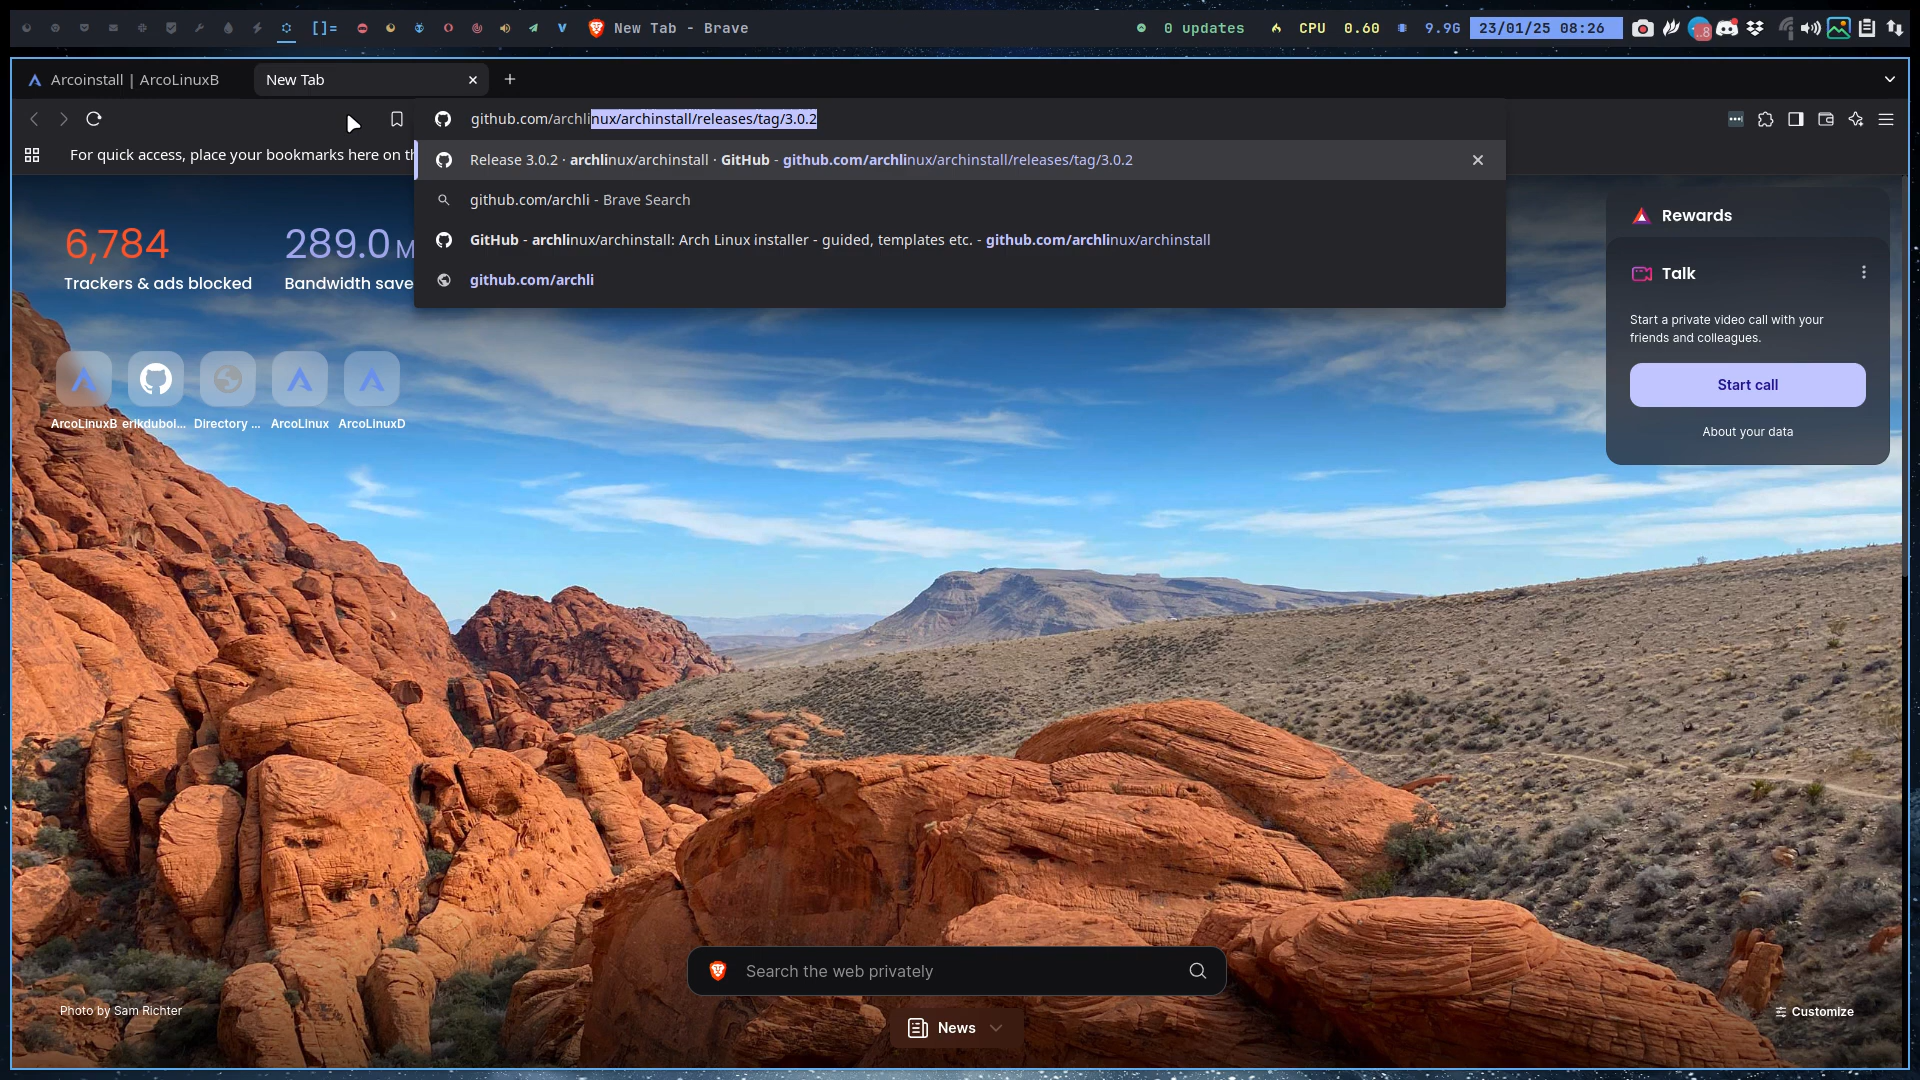 []= New Tab - Brave 0 updates CPU 0.60 9.9G 23/01/25 08:26
Arcoinstall | ArcoLinuxB New Tab
github.com/archlinux/archinstall/releases/tag/3.0.2
For quick access, place your bookmarks here on th
Release 3.0.2 · archlinux/archinstall · GitHub - github.com/archlinux/archinstall/releases/tag/3.0.2
github.com/archli - Brave Search
GitHub - archlinux/archinstall: Arch Linux installer - guided, templates etc. - github.com/archlinux/archinstall
github.com/archli
6,784 289.0 M
Trackers & ads blocked Bandwidth save
Rewards
Talk
Start a private video call with your
friends and colleagues.
Start call
About your data
ArcoLinuxB erikduboi... Directory ... ArcoLinux ArcoLinuxD
Search the web privately
Photo by Sam Richter
News
Customize